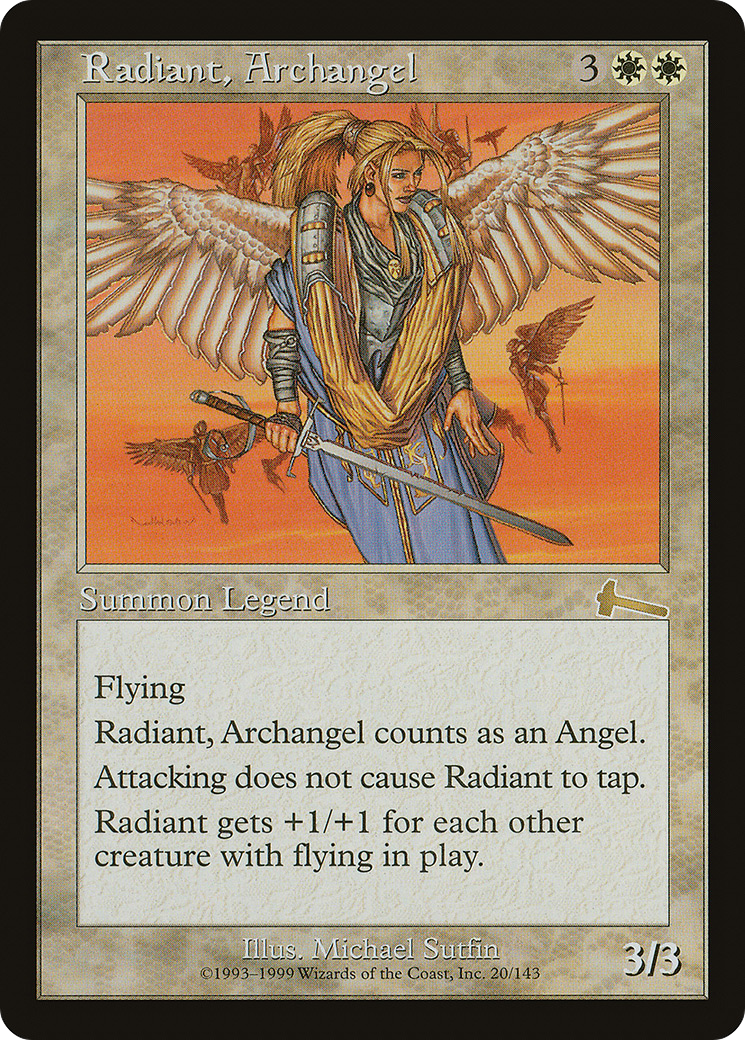 Radiant, Archangel 3
Summon Legend
Flying
Radiant, Archangel counts as an Angel.
Attacking does not cause Radiant to tap.
Radiant gets +1/+1 for each other
creature with flying in play.
Illus. Michael Sutfin
©1993–1999 Wizards of the Coast, Inc. 20/143
3/3